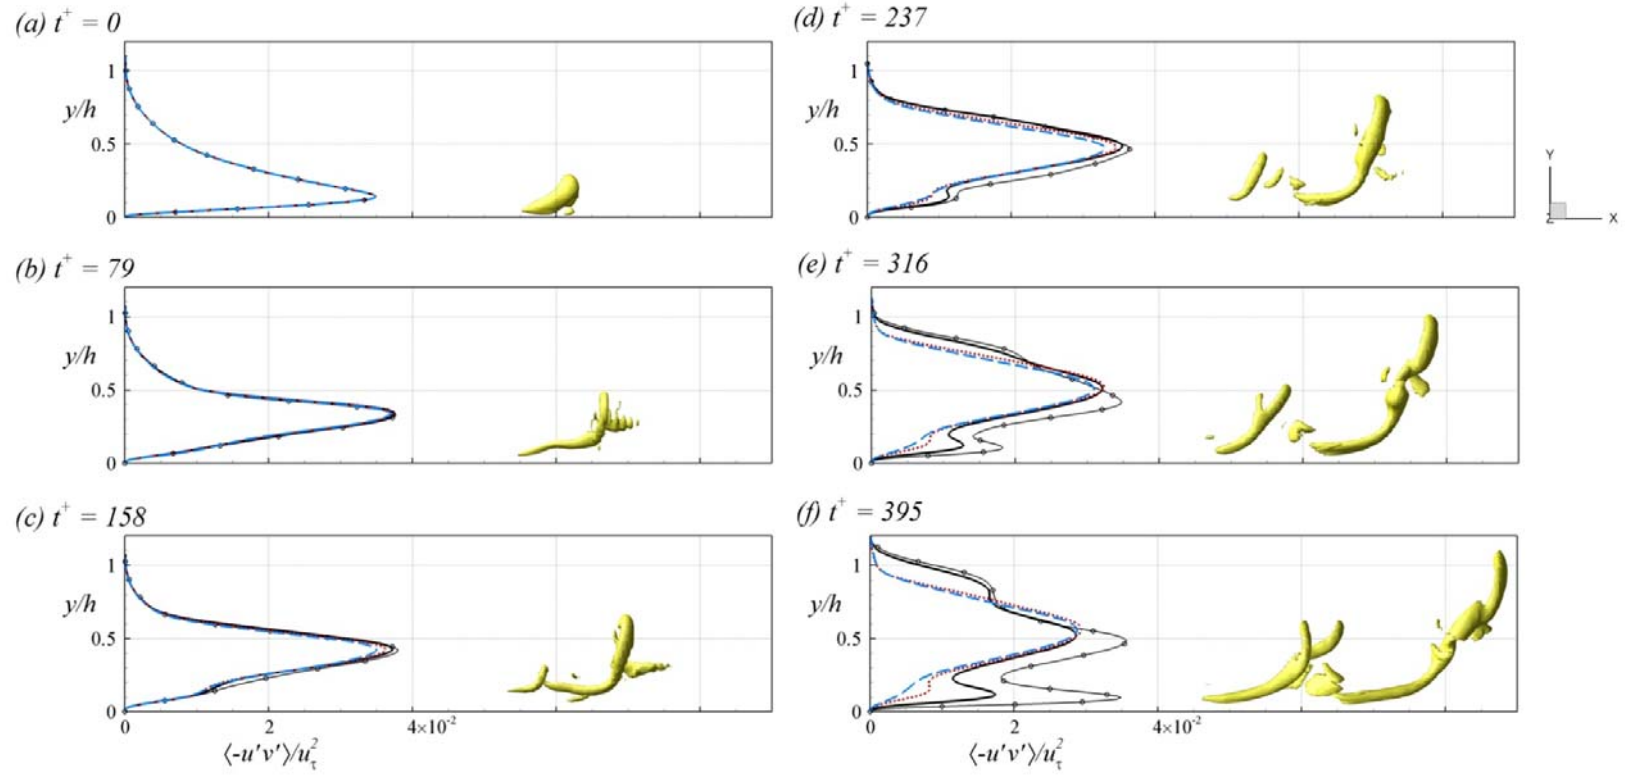 (a) t⁺ = 0
1
y/h
0.5
0
(b) t⁺ = 79
1
y/h
0.5
0
(c) t⁺ = 158
1
y/h
0.5
0
0 2 4×10⁻²
⟨-u′v′⟩/u²τ
(d) t⁺ = 237
1
y/h
0.5
0
Y
Z X
(e) t⁺ = 316
1
y/h
0.5
0
(f) t⁺ = 395
1
y/h
0.5
0
0 2 4×10⁻²
⟨-u′v′⟩/u²τ